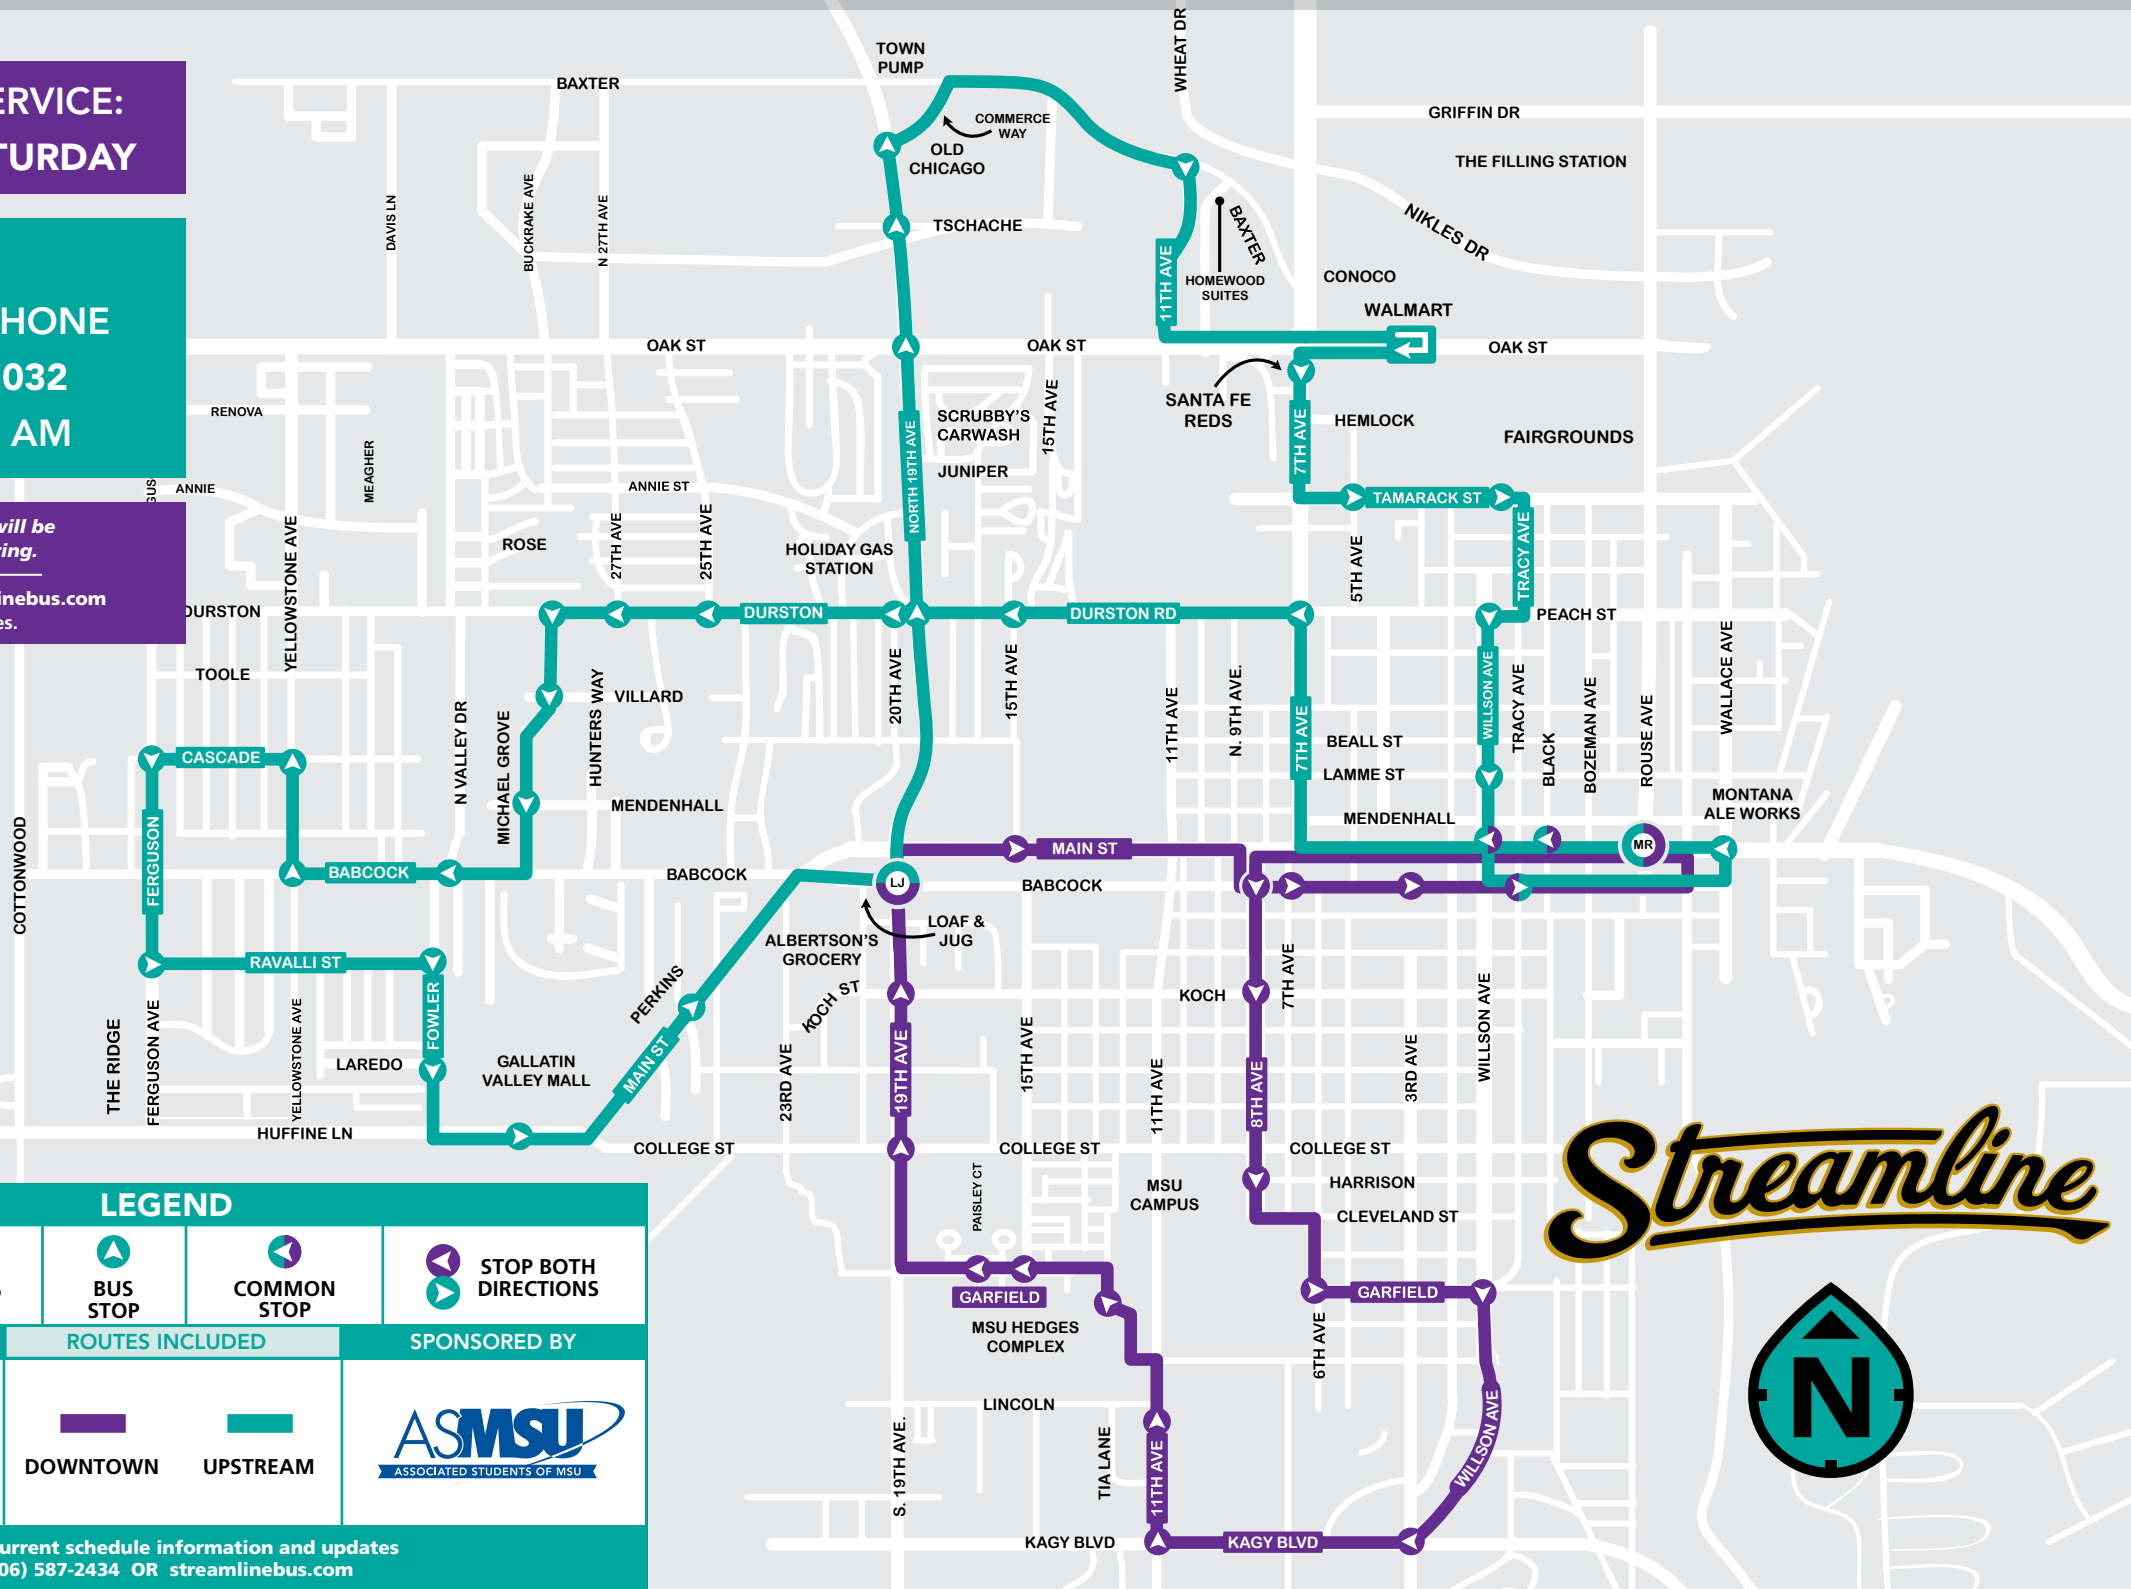 ERVICE:
TURDAY
HONE
032
AM
will be
ring.
linebus.com
es.
TOWN
PUMP
WHEAT DR
BAXTER
COMMERCE
WAY
GRIFFIN DR
OLD
CHICAGO
THE FILLING STATION
DAVIS LN
BUCKRAKE AVE
N 27TH AVE
TSCHACHE
NIKLES DR
BAXTER
11TH AVE
HOMEWOOD
SUITES
CONOCO
WALMART
OAK ST
OAK ST
OAK ST
SANTA FE
REDS
RENOVA
SCRUBBY'S
CARWASH
15TH AVE
HEMLOCK
7TH AVE
FAIRGROUNDS
NORTH 19TH AVE
JUNIPER
MEAGHER
GUS
ANNIE
ANNIE ST
TAMARACK ST
YELLOWSTONE AVE
ROSE
27TH AVE
25TH AVE
HOLIDAY GAS
STATION
5TH AVE
TRACY AVE
DURSTON
DURSTON
DURSTON RD
PEACH ST
TOOLE
HUNTERS WAY
VILLARD
20TH AVE
15TH AVE
11TH AVE
N. 9TH AVE.
7TH AVE
WILLSON AVE
TRACY AVE
BLACK
BOZEMAN AVE
ROUSE AVE
WALLACE AVE
N VALLEY DR
MICHAEL GROVE
BEALL ST
CASCADE
LAMME ST
MENDENHALL
MENDENHALL
MONTANA
ALE WORKS
COTTONWOOD
FERGUSON
MAIN ST
MR
BABCOCK
BABCOCK
LJ
BABCOCK
LOAF &
JUG
ALBERTSON'S
GROCERY
RAVALLI ST
PERKINS
KOCH ST
KOCH
7TH AVE
WILLSON AVE
FOWLER
THE RIDGE
FERGUSON AVE
YELLOWSTONE AVE
LAREDO
GALLATIN
VALLEY MALL
MAIN ST
23RD AVE
19TH AVE
15TH AVE
11TH AVE
8TH AVE
3RD AVE
HUFFINE LN
COLLEGE ST
COLLEGE ST
COLLEGE ST
PAISLEY CT
MSU
CAMPUS
HARRISON
CLEVELAND ST
Streamline
GARFIELD
GARFIELD
MSU HEDGES
COMPLEX
6TH AVE
LINCOLN
S. 19TH AVE.
TIA LANE
11TH AVE
WILLSON AVE
KAGY BLVD
KAGY BLVD
N
LEGEND
BUS
STOP
COMMON
STOP
STOP BOTH
DIRECTIONS
ROUTES INCLUDED
SPONSORED BY
DOWNTOWN
UPSTREAM
ASMSU
ASSOCIATED STUDENTS OF MSU
urrent schedule information and updates
06) 587-2434 OR streamlinebus.com